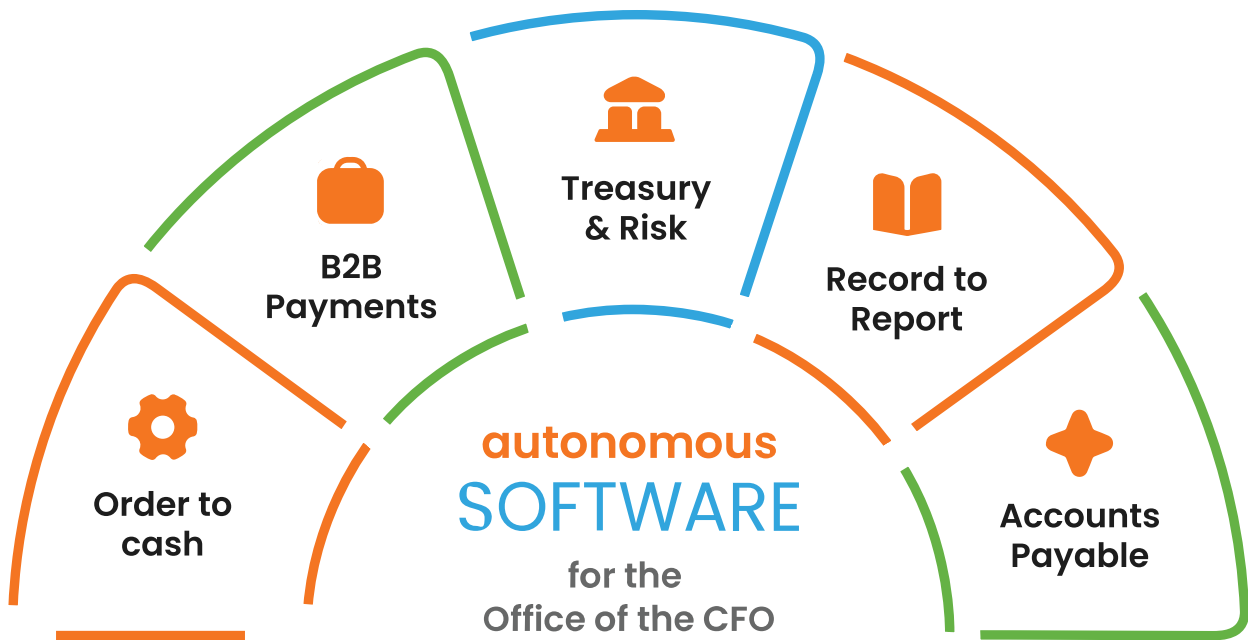 Order to
cash
B2B
Payments
Treasury
& Risk
Record to
Report
Accounts
Payable
autonomous
SOFTWARE
for the
Office of the CFO